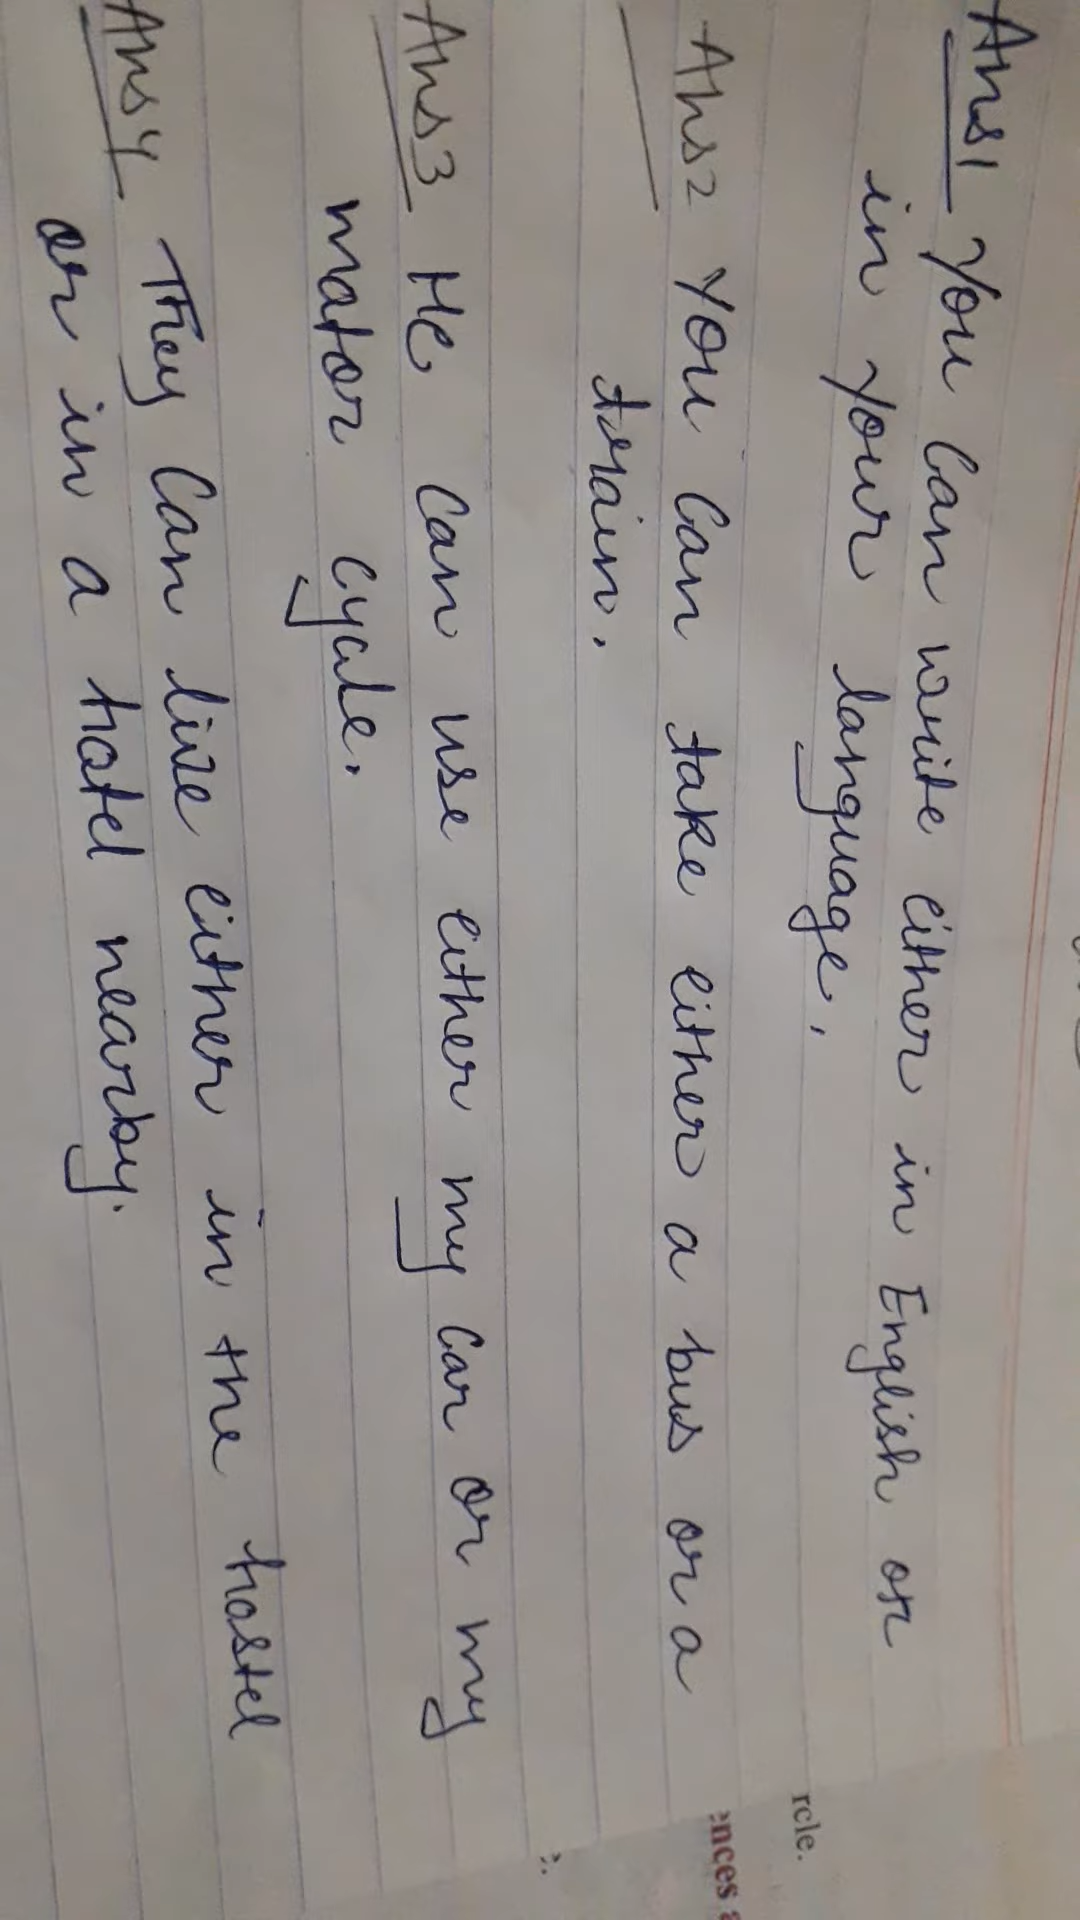 Ans1 You Can write either in English or
in Your language.
Ans2 You Can take either a bus or a
train.
Ans3 He Can use either my Car or my
motor cycle.
Ans4 They Can live either in the hostel
or in a hotel nearby.
rcle.
ences